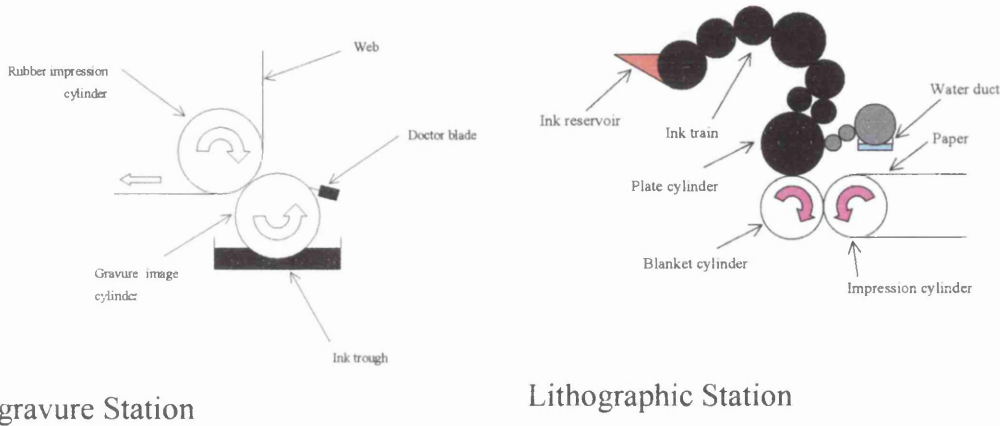 Web
Rubber impression
cylinder
Doctor blade
Gravure image
cylinder
Ink trough
gravure Station
Ink reservoir
Ink train
Water duct
Paper
Plate cylinder
Blanket cylinder
Impression cylinder
Lithographic Station